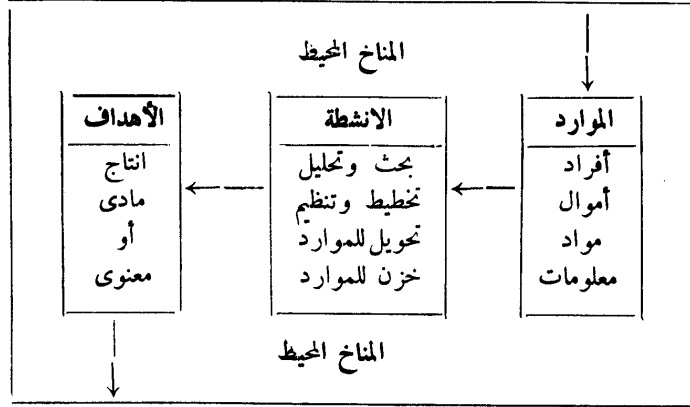 المناخ المحيط
الموارد
أفراد
أموال
مواد
معلومات
الانشطة
بحث وتحليل
تخطيط وتنظيم
تحويل للموارد
خزن للموارد
الأهداف
انتاج
مادى
أو
معنوى
المناخ المحيط